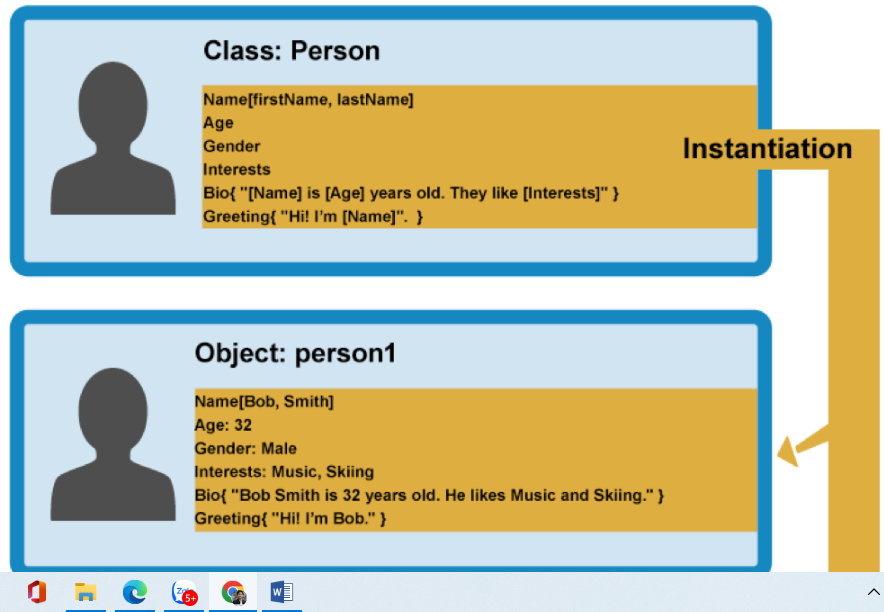 Class: Person
Name[firstName, lastName]
Age
Gender
Interests
Bio{ "[Name] is [Age] years old. They like [Interests]" }
Greeting{ "Hi! I'm [Name]".  }
Instantiation
Object: person1
Name[Bob, Smith]
Age: 32
Gender: Male
Interests: Music, Skiing
Bio{ "Bob Smith is 32 years old. He likes Music and Skiing." }
Greeting{ "Hi! I'm Bob." }
5+
W